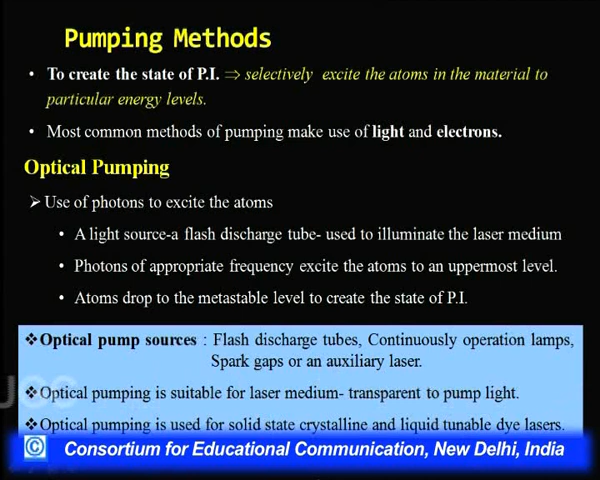 Pumping Methods
• To create the state of P.I. ⇒ selectively excite the atoms in the material to
particular energy levels.
• Most common methods of pumping make use of light and electrons.
Optical Pumping
➢ Use of photons to excite the atoms
• A light source-a flash discharge tube- used to illuminate the laser medium
• Photons of appropriate frequency excite the atoms to an uppermost level.
• Atoms drop to the metastable level to create the state of P.I.
❖Optical pump sources : Flash discharge tubes, Continuously operation lamps,
Spark gaps or an auxiliary laser.
❖Optical pumping is suitable for laser medium- transparent to pump light.
❖Optical pumping is used for solid state crystalline and liquid tunable dye lasers.
© Consortium for Educational Communication, New Delhi, India